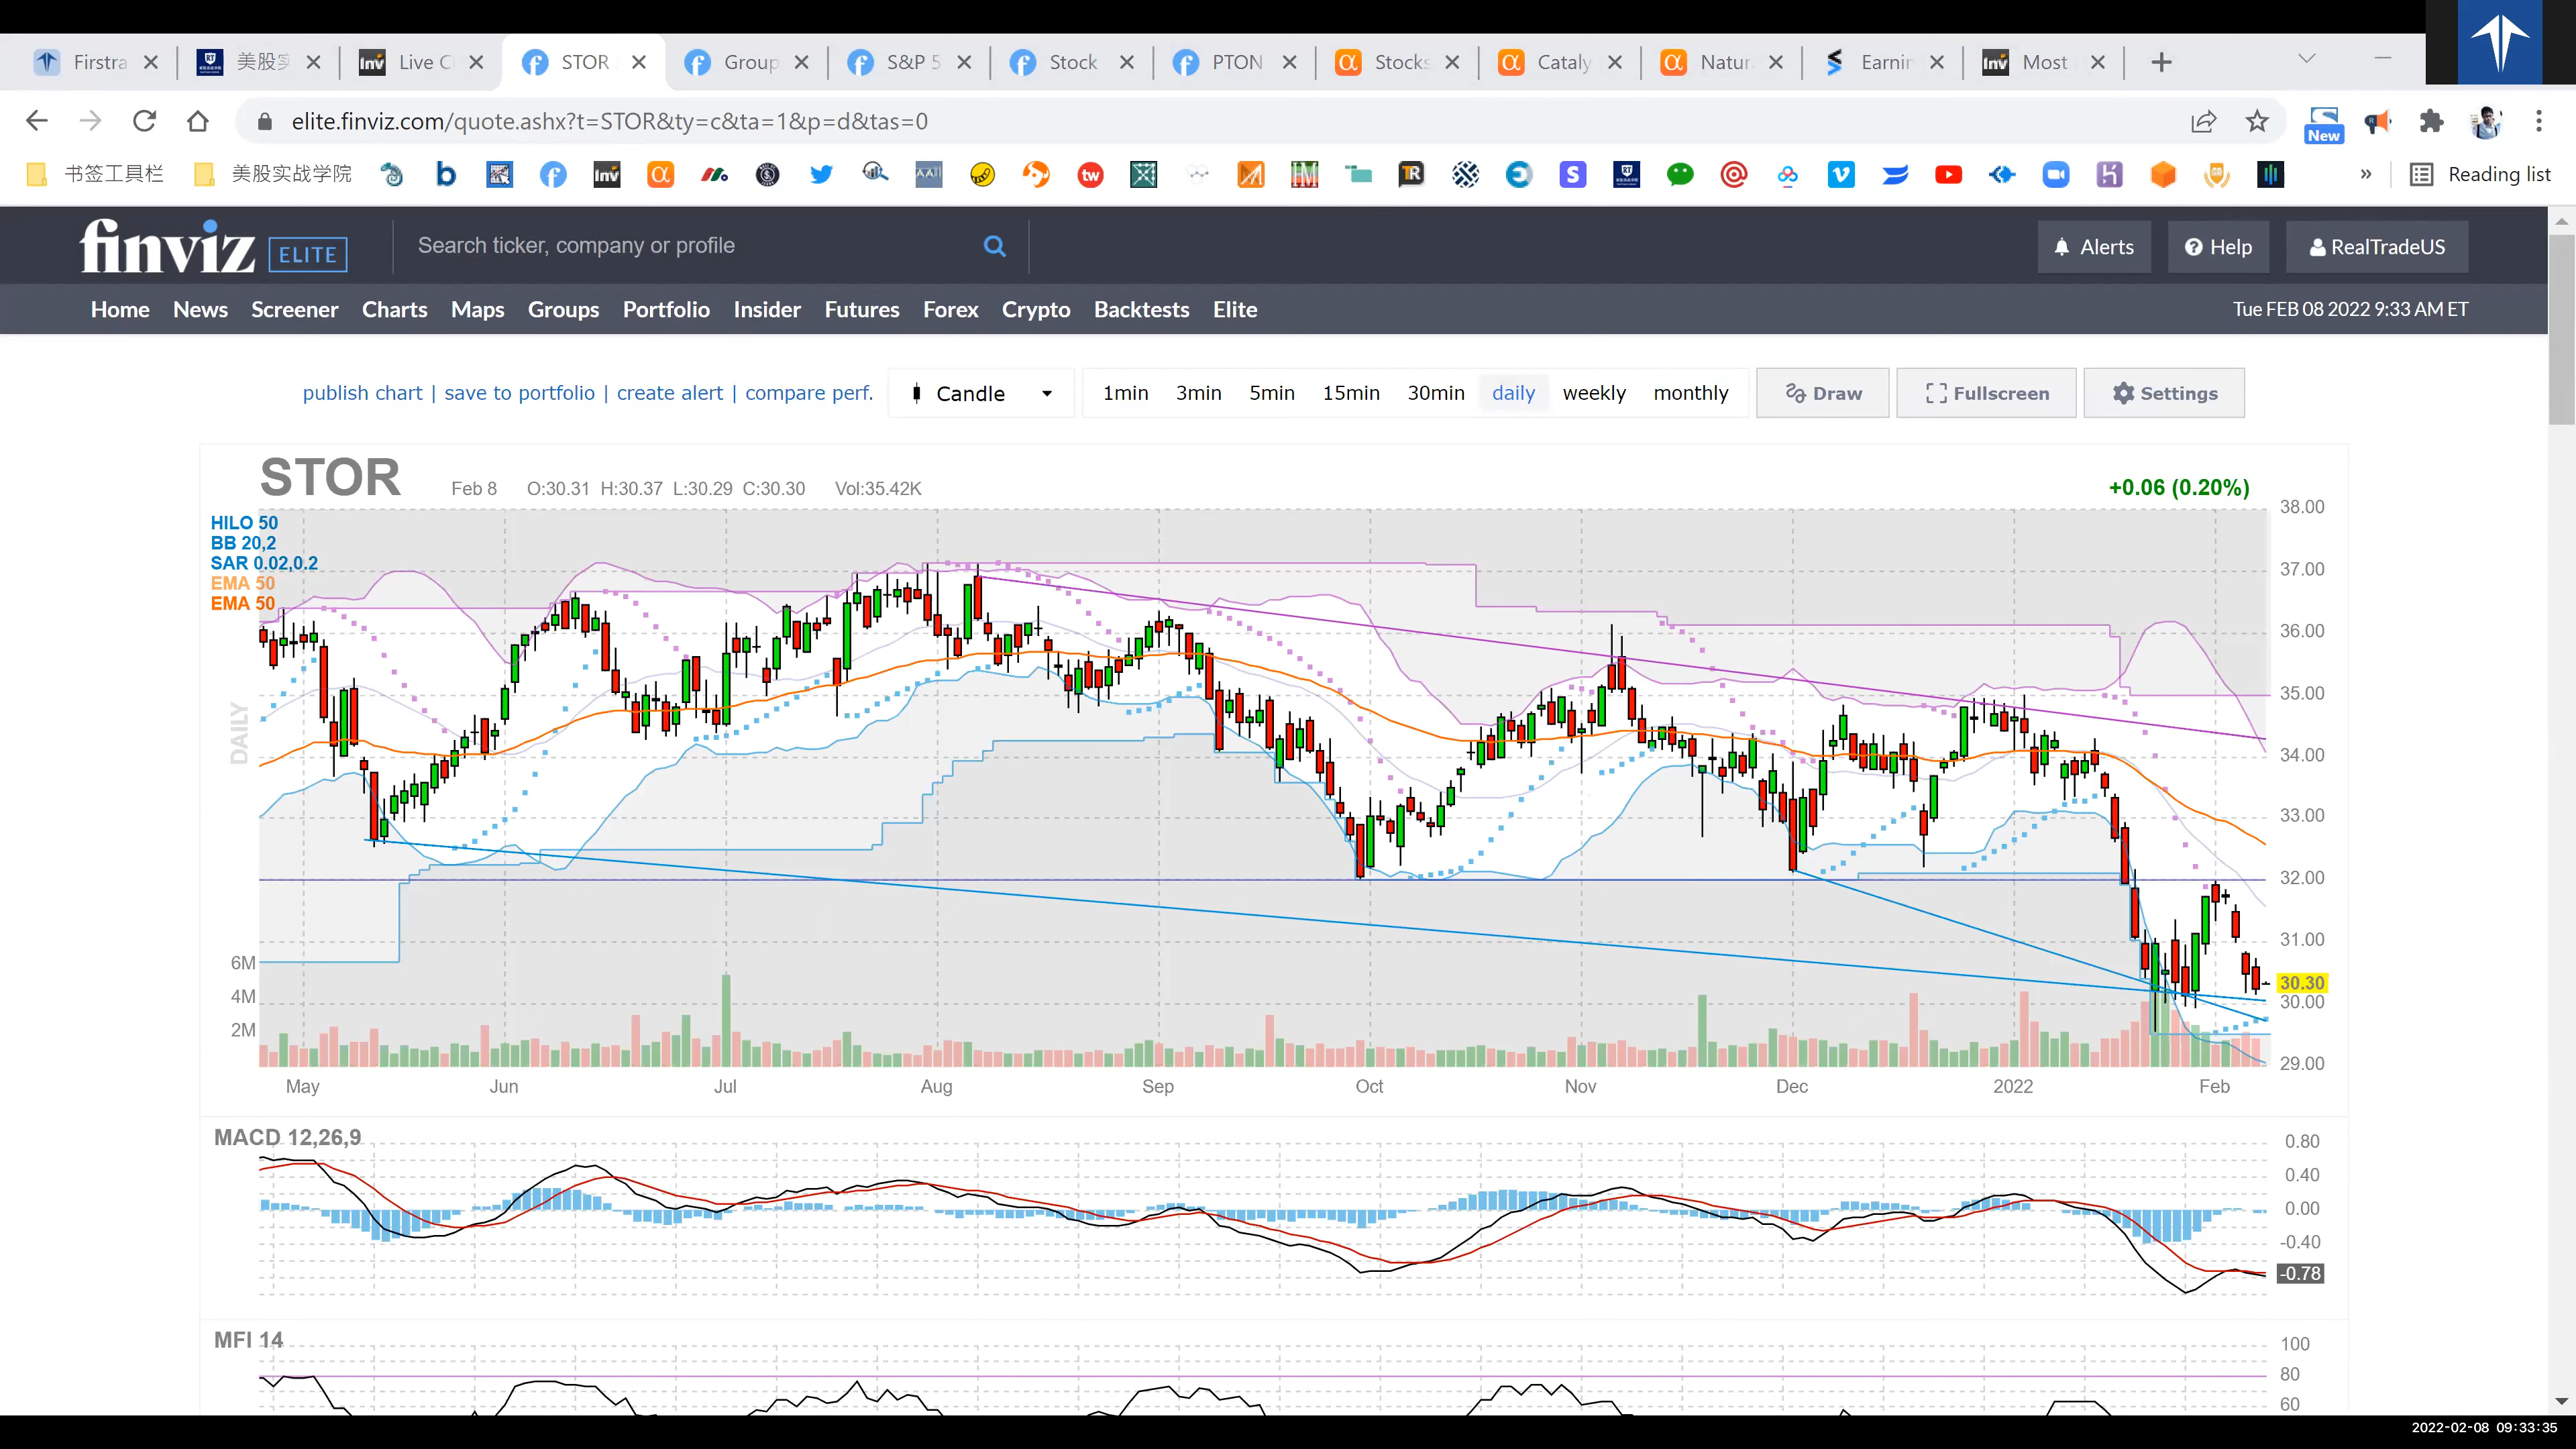 Firstra
美股实
Live C
STOR
Group
S&P 5
Stock
PTON
Stocks
Cataly
Natur
Earnin
Most
elite.finviz.com/quote.ashx?t=STOR&ty=c&ta=1&p=d&tas=0
New
书签工具栏 美股实战学院 Reading list
finviz ELITE
Search ticker, company or profile
Alerts Help RealTradeUS
Home News Screener Charts Maps Groups Portfolio Insider Futures Forex Crypto Backtests Elite
Tue FEB 08 2022 9:33 AM ET
publish chart | save to portfolio | create alert | compare perf.
Candle
1min 3min 5min 15min 30min daily weekly monthly
Draw Fullscreen Settings
STOR Feb 8 O:30.31 H:30.37 L:30.29 C:30.30 Vol:35.42K +0.06 (0.20%)
HILO 50
BB 20,2
SAR 0.02,0.2
EMA 50
EMA 50
DAILY
38.00
37.00
36.00
35.00
34.00
33.00
32.00
31.00
30.30
30.00
29.00
6M
4M
2M
May Jun Jul Aug Sep Oct Nov Dec 2022 Feb
MACD 12,26,9
0.80
0.40
0.00
-0.40
-0.78
MFI 14
100
80
60
2022-02-08 09:33:35